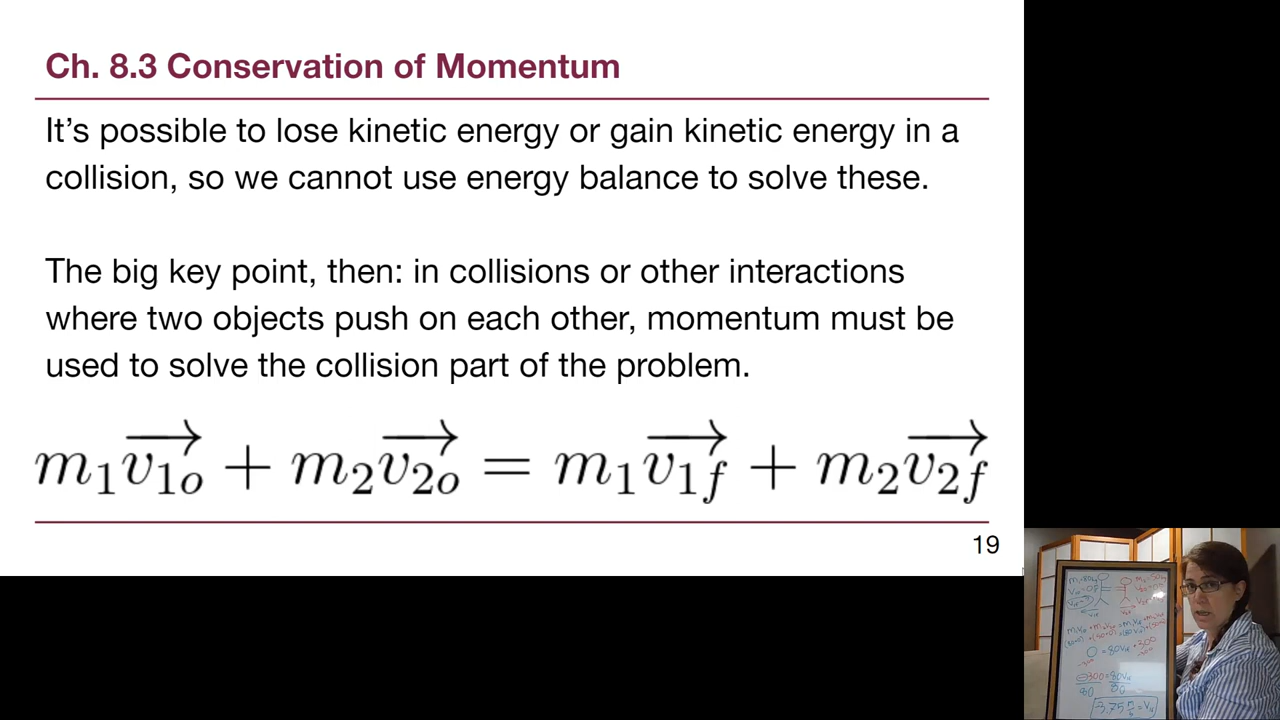 Ch. 8.3 Conservation of Momentum
It's possible to lose kinetic energy or gain kinetic energy in a
collision, so we cannot use energy balance to solve these.
The big key point, then: in collisions or other interactions
where two objects push on each other, momentum must be
used to solve the collision part of the problem.
m₁v₁ₒ⃗ + m₂v₂ₒ⃗ = m₁v₁f⃗ + m₂v₂f⃗
19